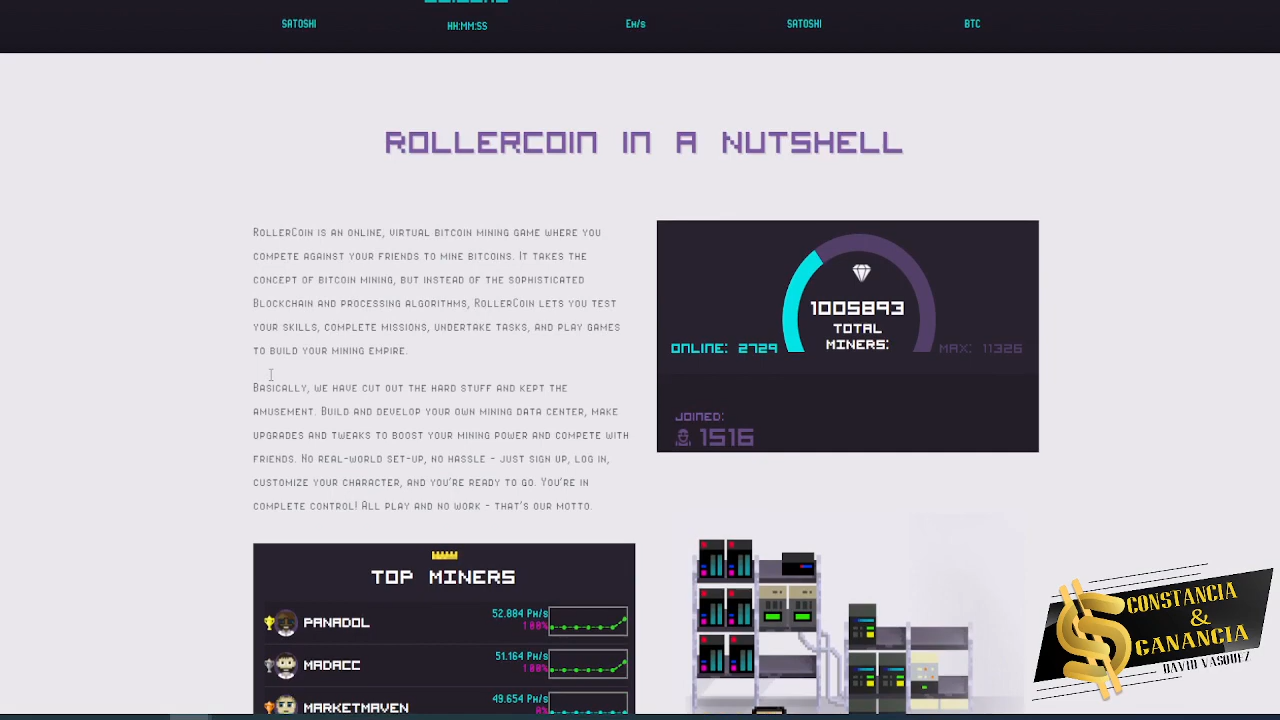 SATOSHI
HH:MM:SS
EH/s
SATOSHI
BTC
ROLLERCOIN IN A NUTSHELL
RollerCoin is an online, virtual bitcoin mining game where you
compete against your friends to mine bitcoins. It takes the
concept of bitcoin mining, but instead of the sophisticated
Blockchain and processing algorithms, RollerCoin lets you test
your skills, complete missions, undertake tasks, and play games
to build your mining empire.
Basically, we have cut out the hard stuff and kept the
amusement. Build and develop your own mining data center, make
upgrades and tweaks to boost your mining power and compete with
friends. No real-world set-up, no hassle - just sign up, log in,
customize your character, and you're ready to go. You're in
complete control! All play and no work - that's our motto.
1005893
TOTAL
MINERS:
ONLINE: 2729
MAX: 11326
JOINED:
1516
TOP MINERS
PANADOL
52.884 PH/s
100%
MADACC
51.164 PH/s
100%
MARKETMAVEN
49.654 PH/s
0%
CONSTANCIA
&
GANANCIA
DAVID VASQUEZ